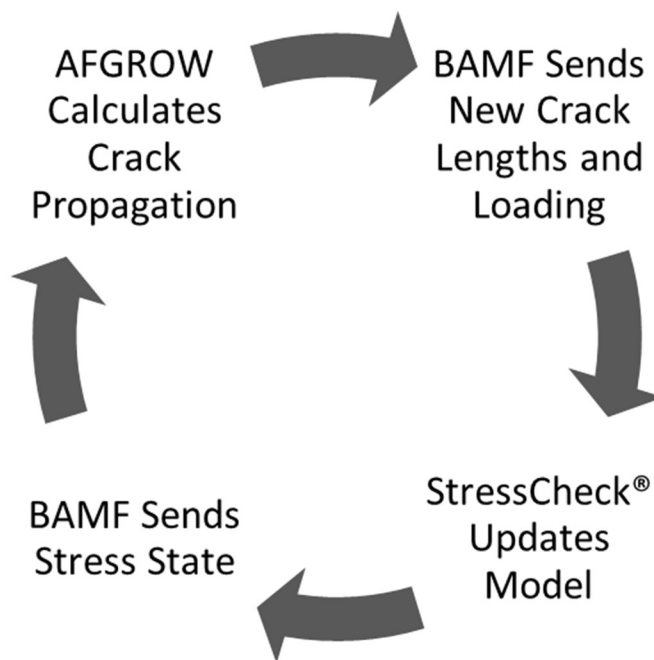 AFGROW
Calculates
Crack
Propagation
BAMF Sends
New Crack
Lengths and
Loading
StressCheck®
Updates
Model
BAMF Sends
Stress State